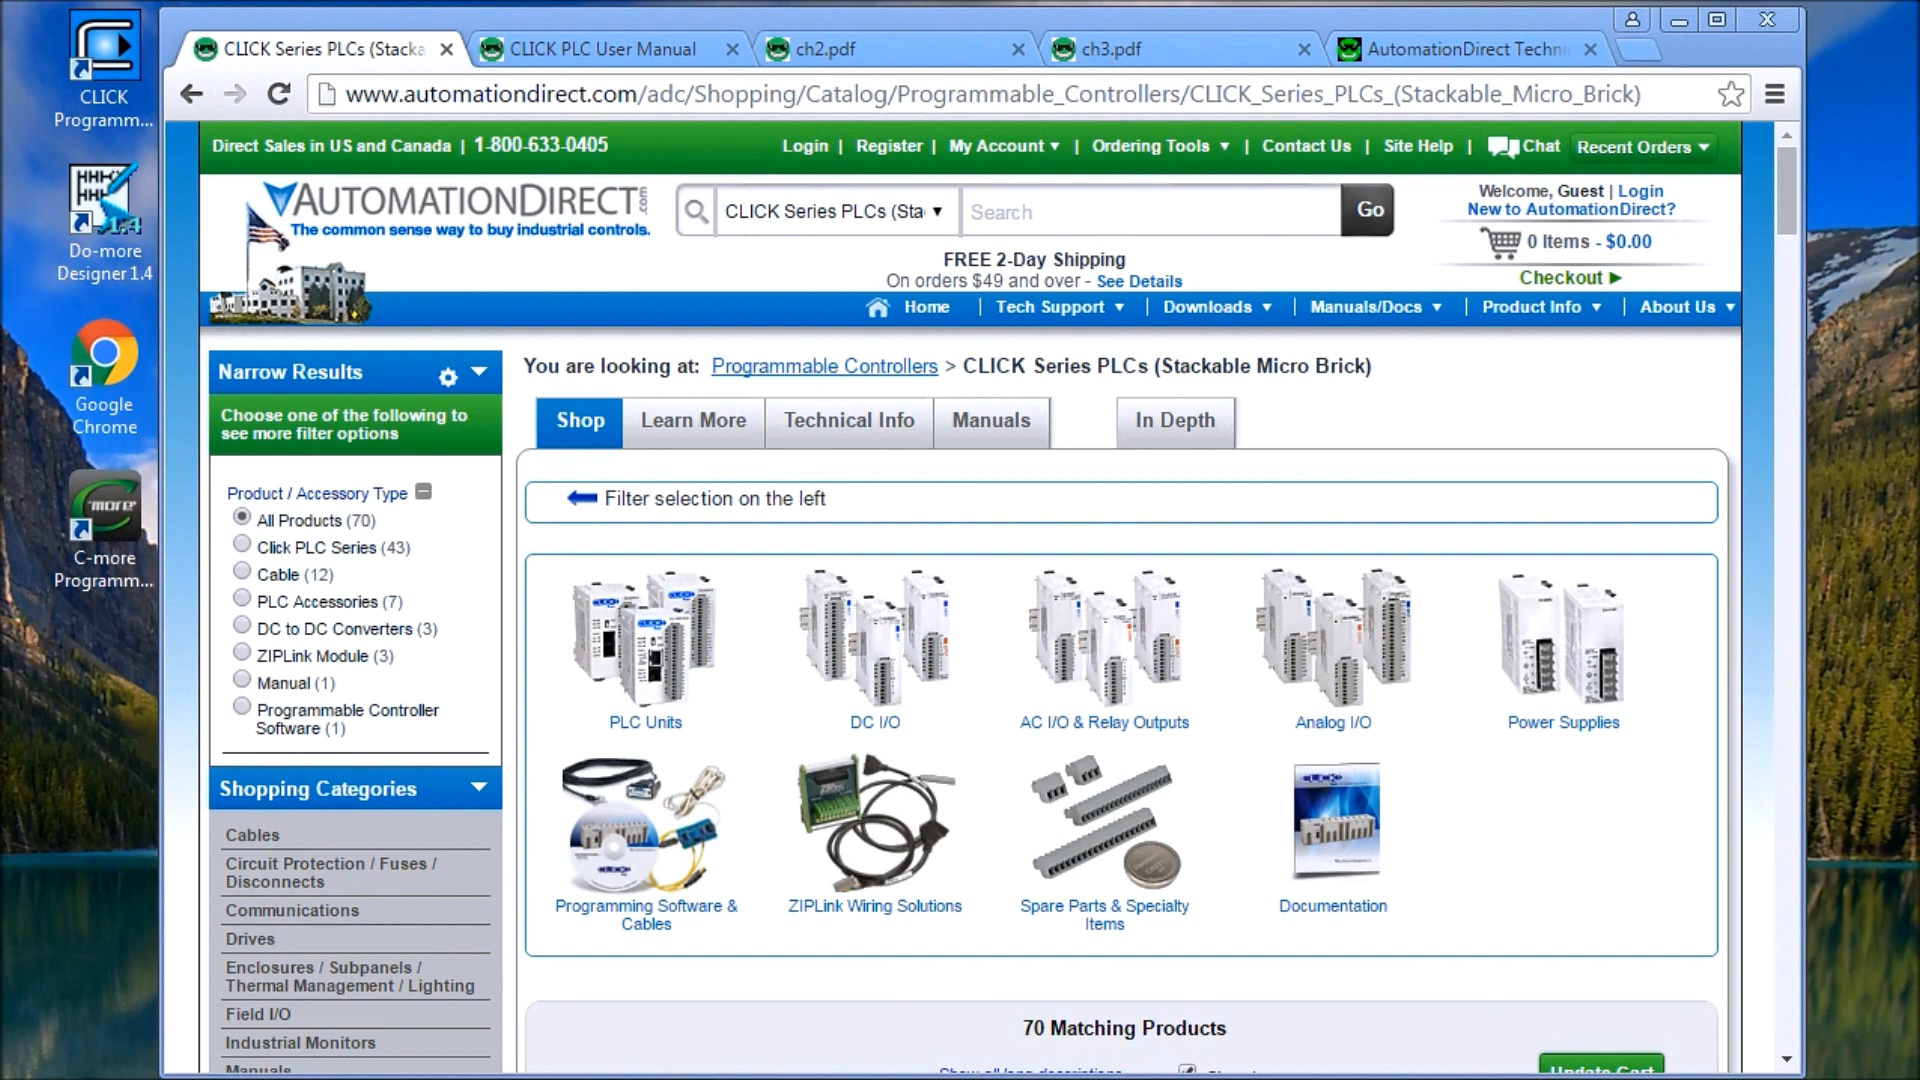 CLICK
Programm...
Do-more
Designer 1.4
Google
Chrome
C-more
Programm...
CLICK Series PLCs (Stacka
CLICK PLC User Manual
ch2.pdf
ch3.pdf
AutomationDirect Techni
www.automationdirect.com/adc/Shopping/Catalog/Programmable_Controllers/CLICK_Series_PLCs_(Stackable_Micro_Brick)
Direct Sales in US and Canada | 1-800-633-0405
Login | Register | My Account | Ordering Tools | Contact Us | Site Help | Chat Recent Orders
AUTOMATIONDIRECT.com
The common sense way to buy industrial controls.
CLICK Series PLCs (Sta
Search
Go
Welcome, Guest | Login
New to AutomationDirect?
0 Items - $0.00
Checkout
FREE 2-Day Shipping
On orders $49 and over - See Details
Home | Tech Support | Downloads | Manuals/Docs | Product Info | About Us
Narrow Results
Choose one of the following to
see more filter options
Product / Accessory Type
All Products (70)
Click PLC Series (43)
Cable (12)
PLC Accessories (7)
DC to DC Converters (3)
ZIPLink Module (3)
Manual (1)
Programmable Controller
Software (1)
Shopping Categories
Cables
Circuit Protection / Fuses /
Disconnects
Communications
Drives
Enclosures / Subpanels /
Thermal Management / Lighting
Field I/O
Industrial Monitors
Manuals
You are looking at: Programmable Controllers > CLICK Series PLCs (Stackable Micro Brick)
Shop
Learn More
Technical Info
Manuals
In Depth
Filter selection on the left
PLC Units
DC I/O
AC I/O & Relay Outputs
Analog I/O
Power Supplies
Programming Software &
Cables
ZIPLink Wiring Solutions
Spare Parts & Specialty
Items
Documentation
70 Matching Products
Show all long descriptions
Update Cart